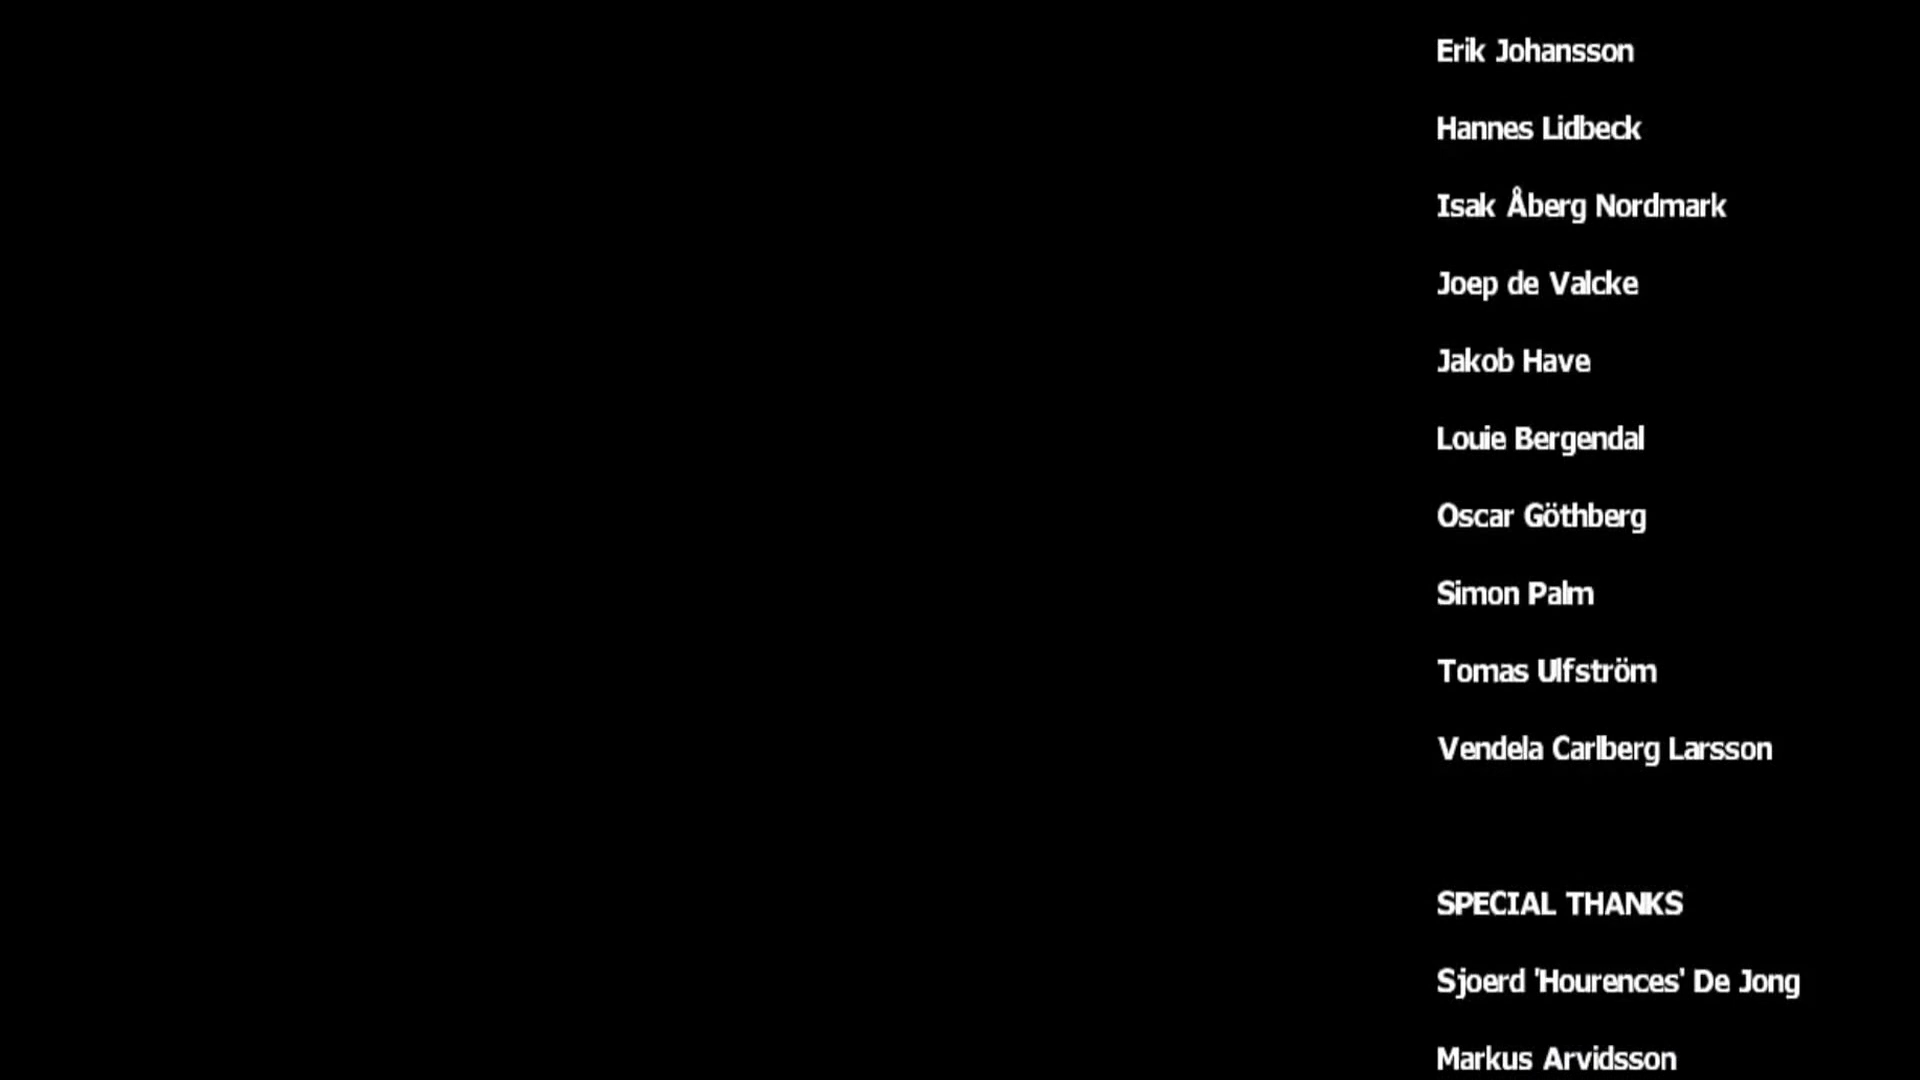 Erik Johansson
Hannes Lidbeck
Isak Åberg Nordmark
Joep de Valcke
Jakob Have
Louie Bergendal
Oscar Göthberg
Simon Palm
Tomas Ulfström
Vendela Carlberg Larsson
SPECIAL THANKS
Sjoerd 'Hourences' De Jong
Markus Arvidsson